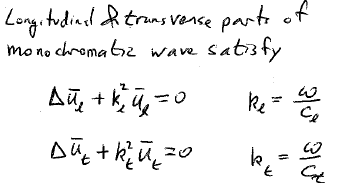 Longitudinal & transverse parts of
monochromatic wave satisfy
Δū_l + k_l² ū_l = 0    k_l = ω/c_l
Δū_t + k_t² ū_t = 0    k_t = ω/c_t